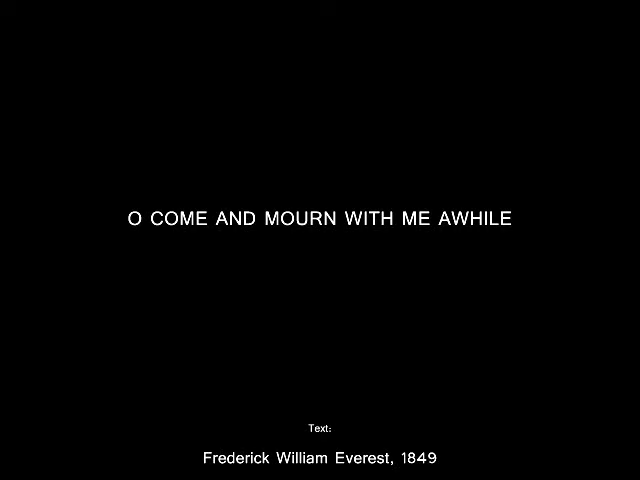 O COME AND MOURN WITH ME AWHILE
Text:
Frederick William Everest, 1849